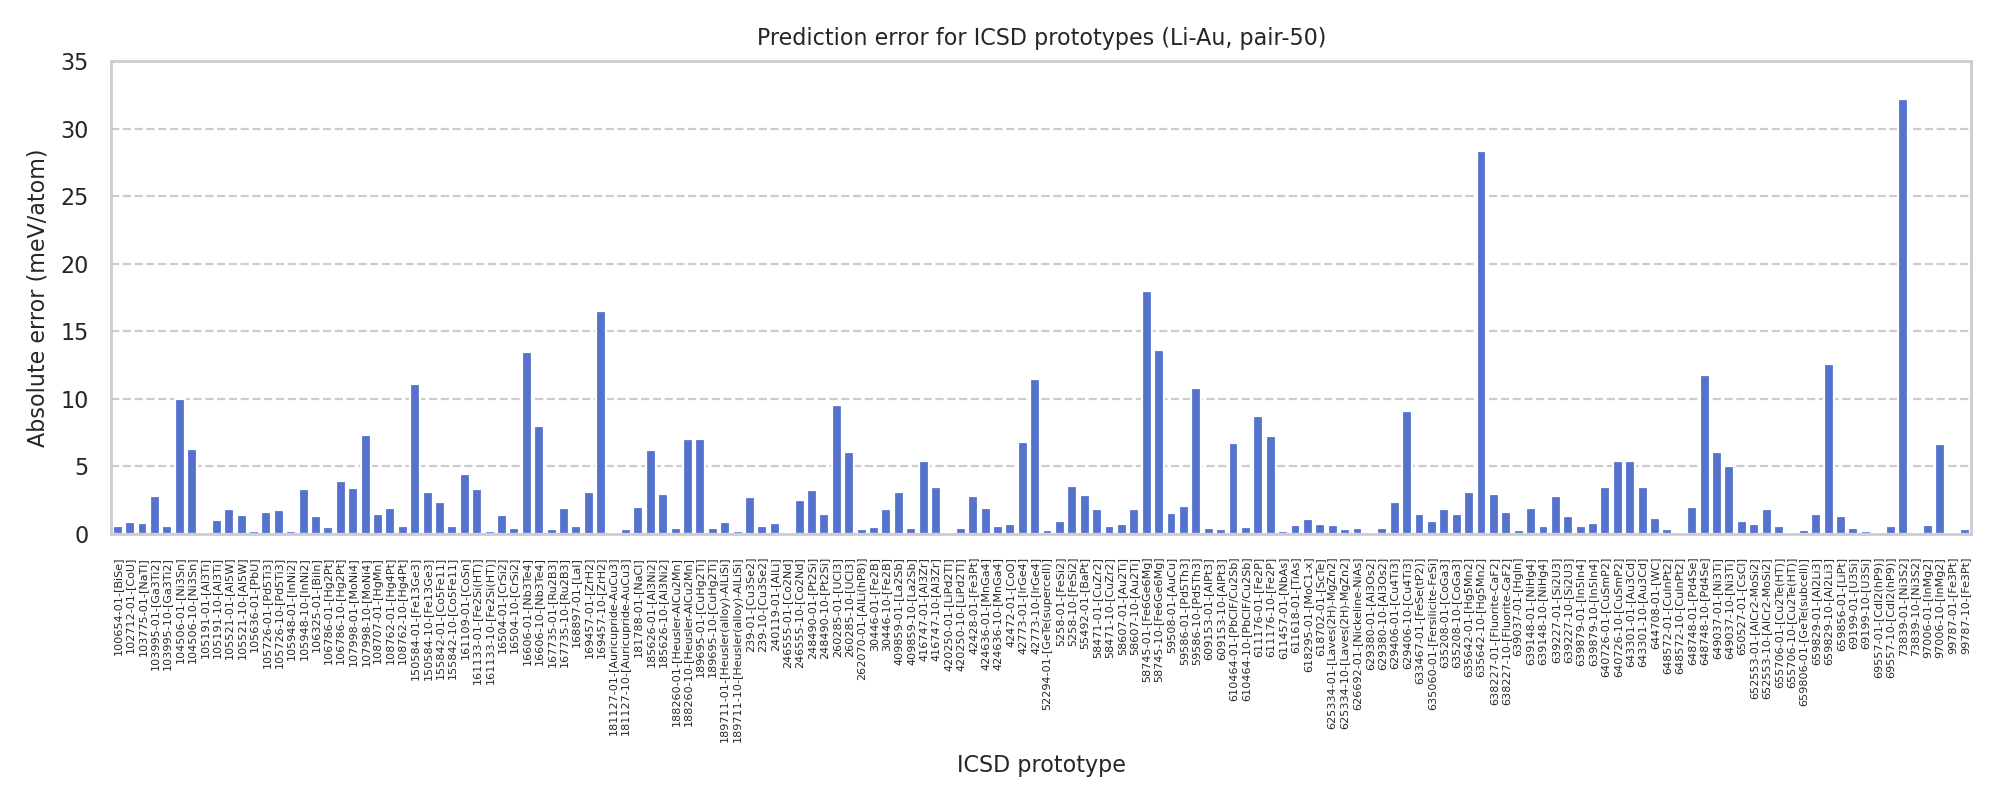 Prediction error for ICSD prototypes (Li-Au, pair-50)
Absolute error (meV/atom)
35
30
25
20
15
10
5
0
100654-01-[BiSe]
102712-01-[CoU]
103775-01-[NaTl]
103995-01-[Ga3Ti2]
103995-10-[Ga3Ti2]
104506-01-[Ni3Sn]
104506-10-[Ni3Sn]
105191-01-[Al3Ti]
105191-10-[Al3Ti]
105521-01-[Al5W]
105521-10-[Al5W]
105636-01-[PbU]
105726-01-[Pd5Ti3]
105726-10-[Pd5Ti3]
105948-01-[InNi2]
105948-10-[InNi2]
106325-01-[BiIn]
106786-01-[Hg2Pt]
106786-10-[Hg2Pt]
107998-01-[MoNi4]
107998-10-[MoNi4]
108707-01-[HgMn]
108762-01-[Hg4Pt]
108762-10-[Hg4Pt]
150584-01-[Fe13Ge3]
150584-10-[Fe13Ge3]
155842-01-[Co5Fe11]
155842-10-[Co5Fe11]
161109-01-[CoSn]
161133-01-[Fe2Si(HT)]
161133-10-[Fe2Si(HT)]
16504-01-[CrSi2]
16504-10-[CrSi2]
16606-01-[Nb3Te4]
16606-10-[Nb3Te4]
167735-01-[Ru2B3]
167735-10-[Ru2B3]
168897-01-[LaI]
169457-01-[ZrH2]
169457-10-[ZrH2]
181127-01-[Auricupride-AuCu3]
181127-10-[Auricupride-AuCu3]
181788-01-[NaCl]
185626-01-[Al3Ni2]
185626-10-[Al3Ni2]
188260-01-[Heusler-AlCu2Mn]
188260-10-[Heusler-AlCu2Mn]
189695-01-[CuHg2Ti]
189695-10-[CuHg2Ti]
189711-01-[Heusler(alloy)-AlLiSi]
189711-10-[Heusler(alloy)-AlLiSi]
239-01-[Cu3Se2]
239-10-[Cu3Se2]
240119-01-[AlLi]
246555-01-[Co2Nd]
246555-10-[Co2Nd]
248490-01-[Pt2Si]
248490-10-[Pt2Si]
260285-01-[UCl3]
260285-10-[UCl3]
262070-01-[AlLi(hP8)]
30446-01-[Fe2B]
30446-10-[Fe2B]
409859-01-[La2Sb]
409859-10-[La2Sb]
416747-01-[Al3Zr]
416747-10-[Al3Zr]
420250-01-[LiPd2Tl]
420250-10-[LiPd2Tl]
42428-01-[Fe3Pt]
424636-01-[MnGa4]
424636-10-[MnGa4]
42472-01-[CoO]
42773-01-[IrGe4]
42773-10-[IrGe4]
52294-01-[GeTe(supercell)]
5258-01-[FeSi2]
5258-10-[FeSi2]
55492-01-[BaPt]
58471-01-[CuZr2]
58471-10-[CuZr2]
58607-01-[Au2Ti]
58607-10-[Au2Ti]
58745-01-[Fe6Ge6Mg]
58745-10-[Fe6Ge6Mg]
59508-01-[AuCu]
59586-01-[Pd5Th3]
59586-10-[Pd5Th3]
609153-01-[AlPt3]
609153-10-[AlPt3]
610464-01-[PbClF/Cu2Sb]
610464-10-[PbClF/Cu2Sb]
611176-01-[Fe2P]
611176-10-[Fe2P]
611457-01-[NbAs]
611618-01-[TiAs]
618295-01-[MoC1-x]
618702-01-[ScTe]
625334-01-[Laves(2H)-MgZn2]
625334-10-[Laves(2H)-MgZn2]
626692-01-[Nickeline-NiAs]
629380-01-[Al3Os2]
629380-10-[Al3Os2]
629406-01-[Cu4Ti3]
629406-10-[Cu4Ti3]
633467-01-[FeSe(tP2)]
635060-01-[Fersilicite-FeSi]
635208-01-[CoGa3]
635208-10-[CoGa3]
635642-01-[Hg5Mn2]
635642-10-[Hg5Mn2]
638227-01-[Fluorite-CaF2]
638227-10-[Fluorite-CaF2]
639037-01-[HgIn]
639148-01-[NiHg4]
639148-10-[NiHg4]
639227-01-[Si2U3]
639227-10-[Si2U3]
639879-01-[In5In4]
639879-10-[In5In4]
640726-01-[CuSmP2]
640726-10-[CuSmP2]
643301-01-[Au3Cd]
643301-10-[Au3Cd]
644708-01-[WC]
648572-01-[CuInPt2]
648572-10-[CuInPt2]
648748-01-[Pd4Se]
648748-10-[Pd4Se]
649037-01-[Ni3Ti]
649037-10-[Ni3Ti]
650527-01-[CsCl]
652553-01-[AlCr2-MoSi2]
652553-10-[AlCr2-MoSi2]
655706-01-[Cu2Te(HT)]
655706-10-[Cu2Te(HT)]
659806-01-[GeTe(subcell)]
659829-01-[Al2Li3]
659829-10-[Al2Li3]
659856-01-[LiPt]
69199-01-[U3Si]
69199-10-[U3Si]
69557-01-[CdI2(hP9)]
69557-10-[CdI2(hP9)]
73839-01-[Ni3S2]
73839-10-[Ni3S2]
97006-01-[InMg2]
97006-10-[InMg2]
99787-01-[Fe3Pt]
99787-10-[Fe3Pt]
ICSD prototype